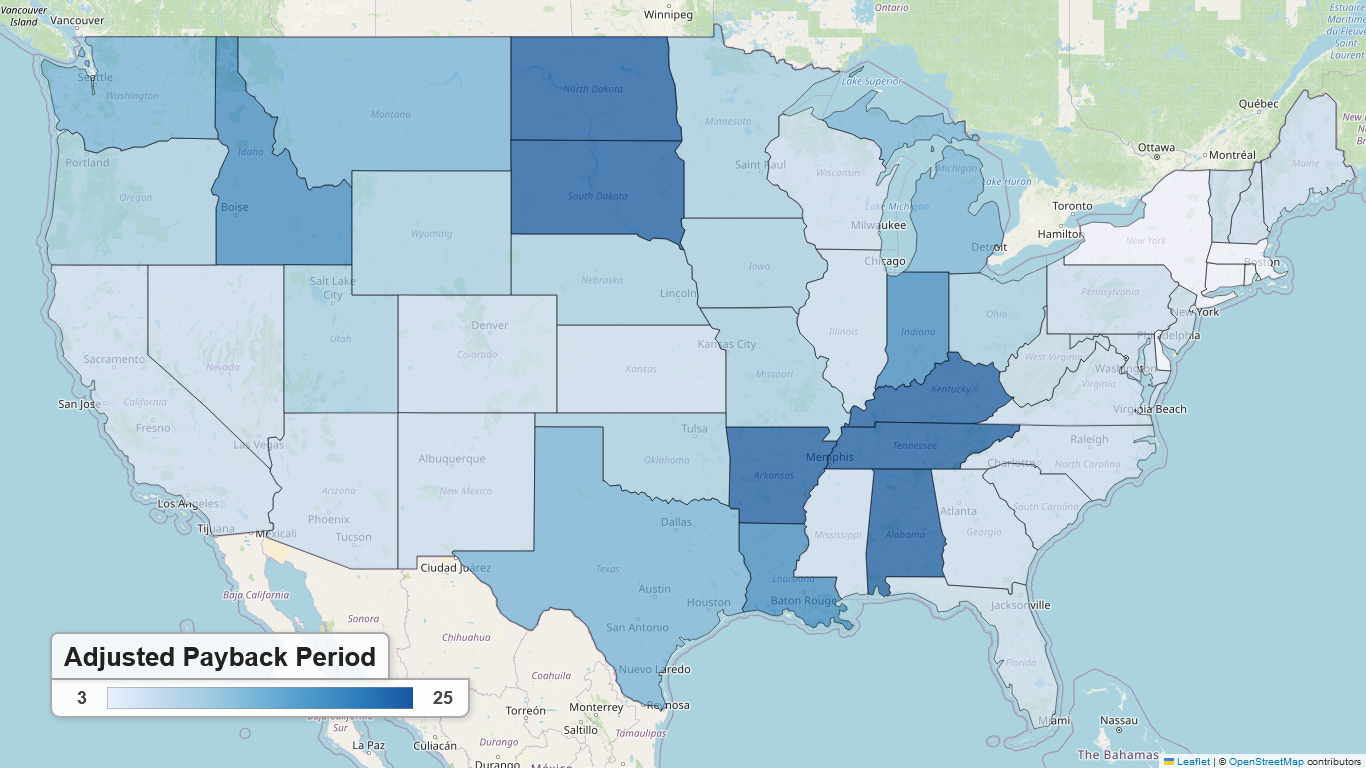 Vancouver
Island
Vancouver
Winnipeg
Ontario
Estuaire
Maritime
du Fleuve
Saint-
Laurent
Seattle
Washington
Montana
North Dakota
Minnesota
Lake Superior
Québec
Ottawa
Montréal
Portland
Oregon
Idaho
Boise
South Dakota
Saint Paul
Wisconsin
Michigan
Lake Huron
Maine
Lake Michigan
Milwaukee
Toronto
Hamilton
Wyoming
Detroit
New York
Chicago
Boston
Salt Lake
City
Nebraska
Lincoln
Iowa
Pennsylvania
New York
Utah
Denver
Colorado
Kansas
Kansas City
Illinois
Indiana
Ohio
Philadelphia
Sacramento
Nevada
Missouri
West Virginia
Washington
Virginia
San Jose
California
Kentucky
Virginia Beach
Fresno
Las Vegas
Tulsa
Oklahoma
Albuquerque
Memphis
Tennessee
Raleigh
Charlotte
North Carolina
Los Angeles
Arizona
New Mexico
Arkansas
South Carolina
Phoenix
Tucson
Tijuana
Mexicali
Dallas
Mississippi
Alabama
Atlanta
Georgia
Ciudad Juárez
Texas
Louisiana
Baja California
Austin
Houston
Baton Rouge
Jacksonville
Sonora
San Antonio
Chihuahua
Florida
Coahuila
Nuevo Laredo
Adjusted Payback Period
3
25
Torreón
Monterrey
Reynosa
Miami
Nassau
Baja California
Sur
Saltillo
Tamaulipas
La Paz
Culiacán
Durango
Durango
México
The Bahamas
Leaflet | © OpenStreetMap contributors